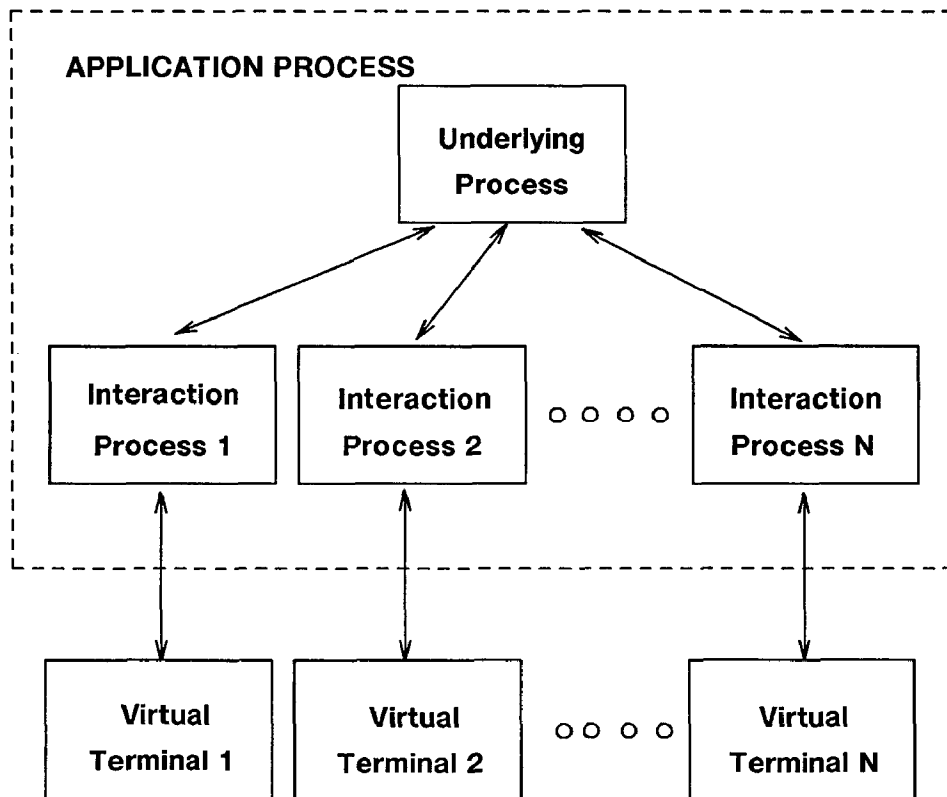 APPLICATION PROCESS
Underlying
Process
Interaction
Process 1
Interaction
Process 2
Interaction
Process N
Virtual
Terminal 1
Virtual
Terminal 2
Virtual
Terminal N